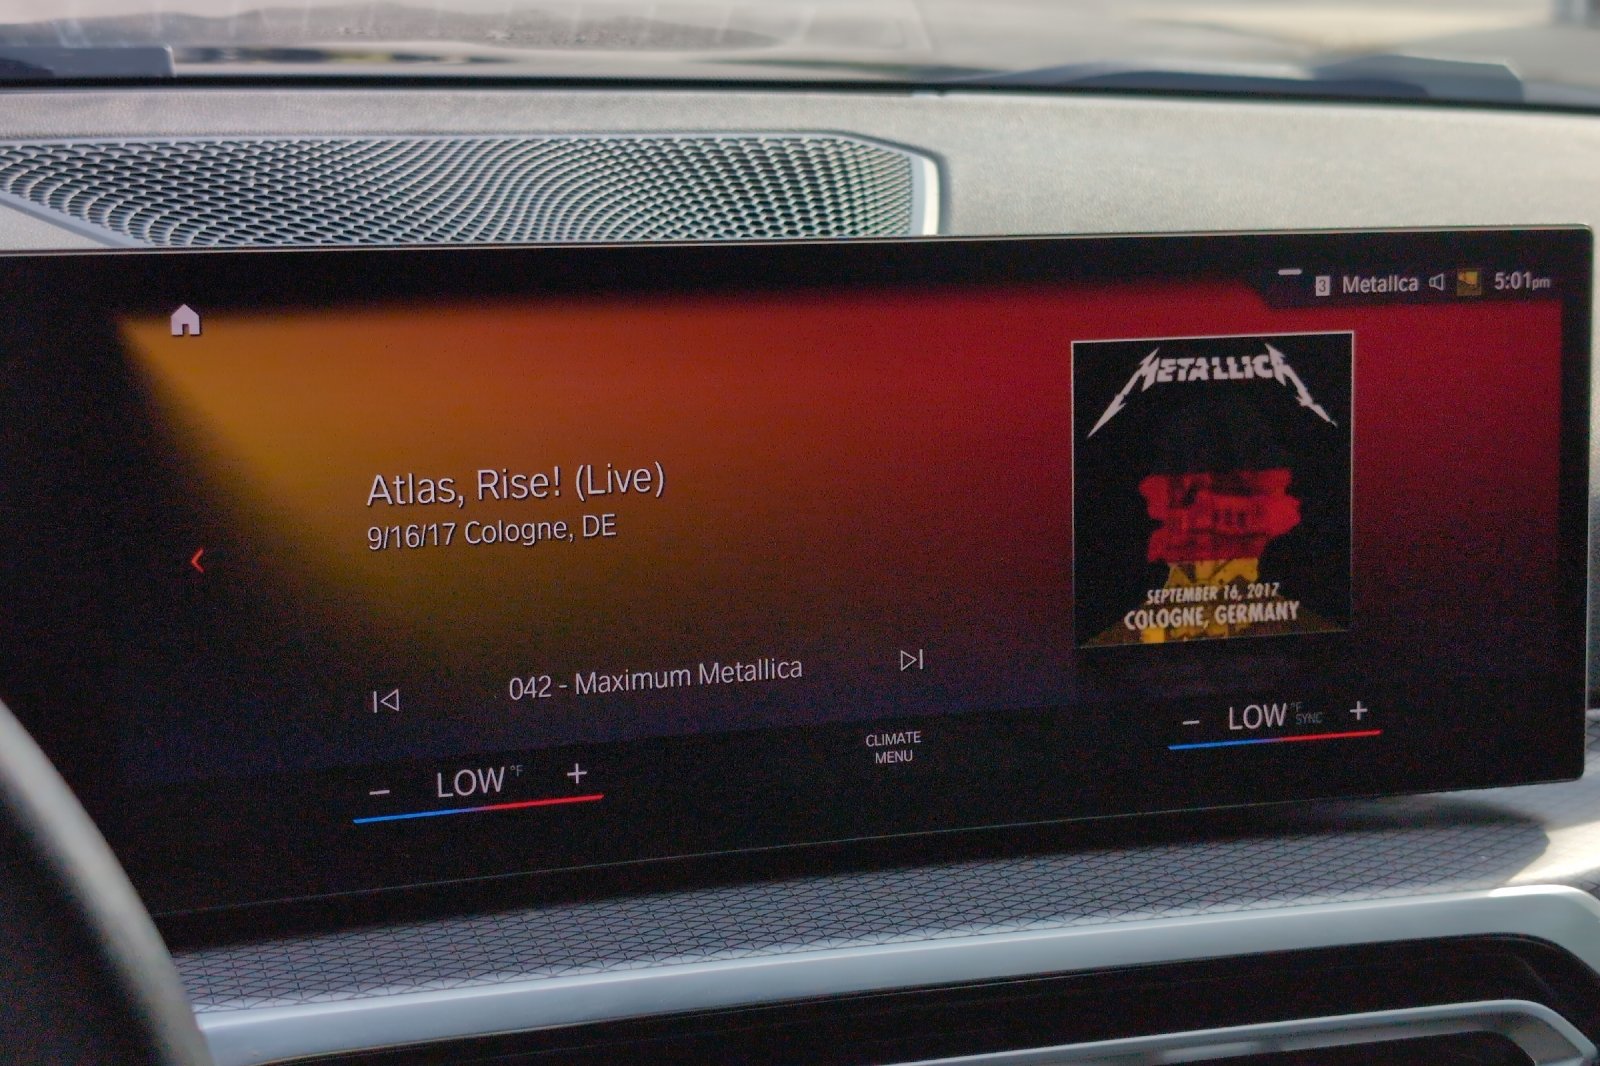 3 Metallca 5:01pm
METALLICA
Atlas, Rise! (Live)
9/16/17 Cologne, DE
SEPTEMBER 16, 2017
COLOGNE, GERMANY
042 - Maximum Metallica
LOW °F
CLIMATE
MENU
LOW °F
SYNC